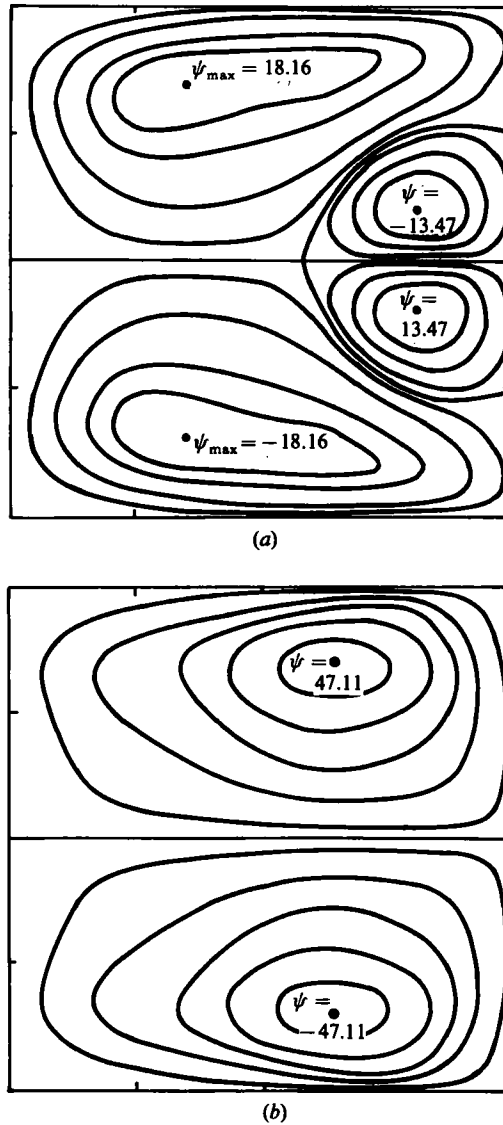 ψmax = 18.16
ψ =
−13.47
ψ =
13.47
ψmax = −18.16
(a)
ψ =
47.11
ψ =
−47.11
(b)